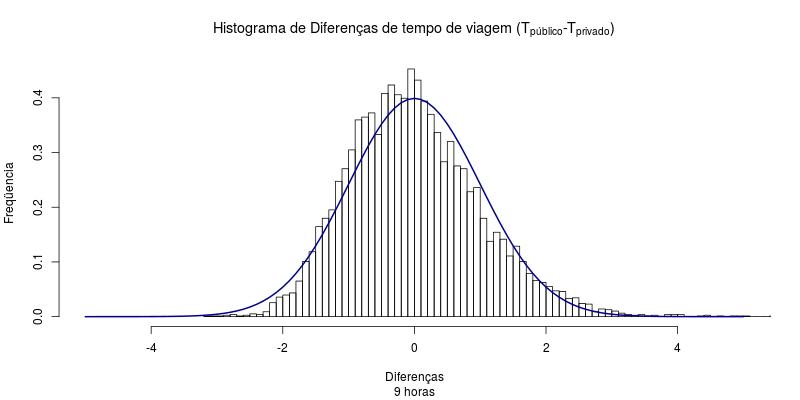 Histograma de Diferenças de tempo de viagem (Tpúblico-Tprivado)
Freqüencia
0.4
0.3
0.2
0.1
0.0
-4 -2 0 2 4
Diferenças
9 horas